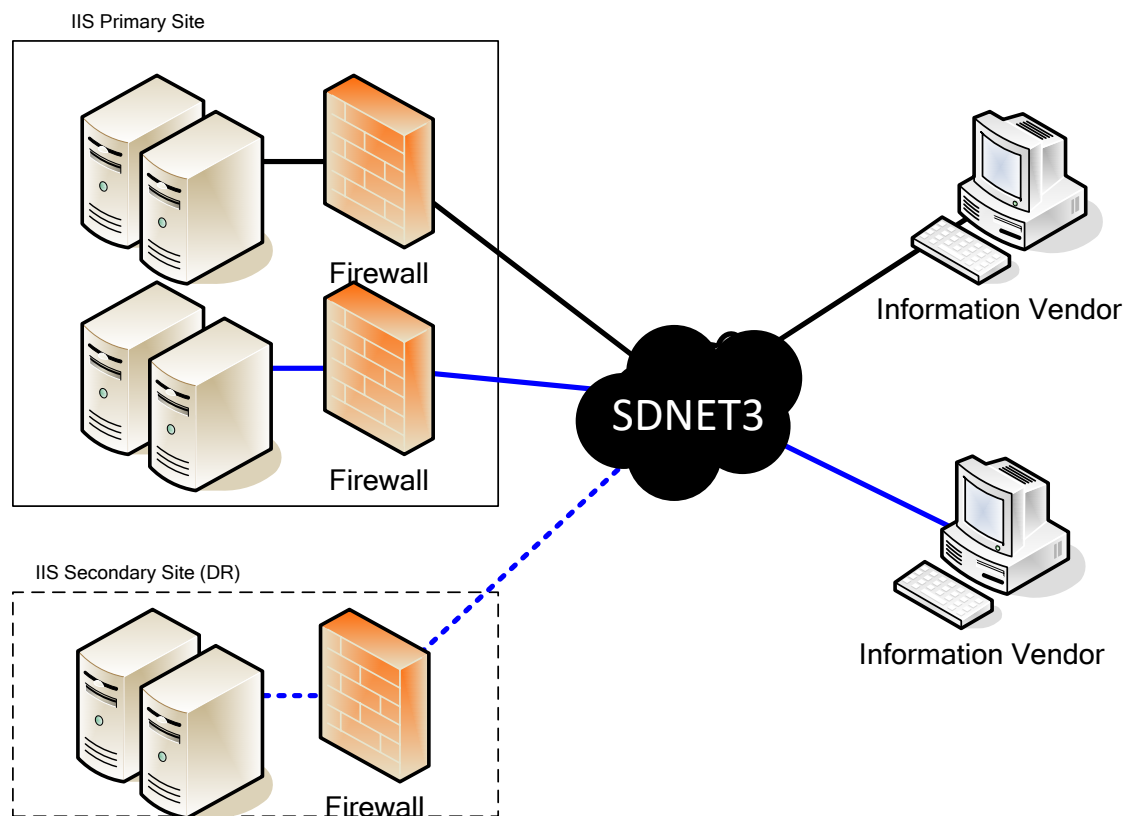 IIS Primary Site
Firewall
Information Vendor
SDNET3
Firewall
IIS Secondary Site (DR)
Information Vendor
Firewall